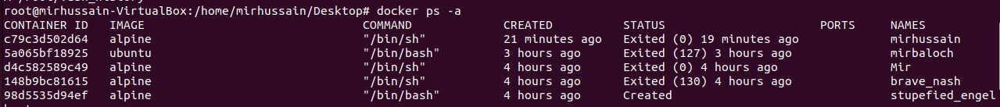 root@mirhussain-VirtualBox:/home/mirhussain/Desktop# docker ps -a
CONTAINER ID   IMAGE   COMMAND   CREATED   STATUS   PORTS   NAMES
c79c3d502d64   alpine   "/bin/sh"   21 minutes ago   Exited (0) 19 minutes ago   mirhussain
5a065bf18925   ubuntu   "/bin/bash"   3 hours ago   Exited (127) 3 hours ago   mirbaloch
d4c582589c49   alpine   "/bin/sh"   4 hours ago   Exited (0) 4 hours ago   Mir
148b9bc81615   alpine   "/bin/sh"   4 hours ago   Exited (130) 4 hours ago   brave_nash
98d5535d94ef   alpine   "/bin/bash"   4 hours ago   Created   stupefied_engel